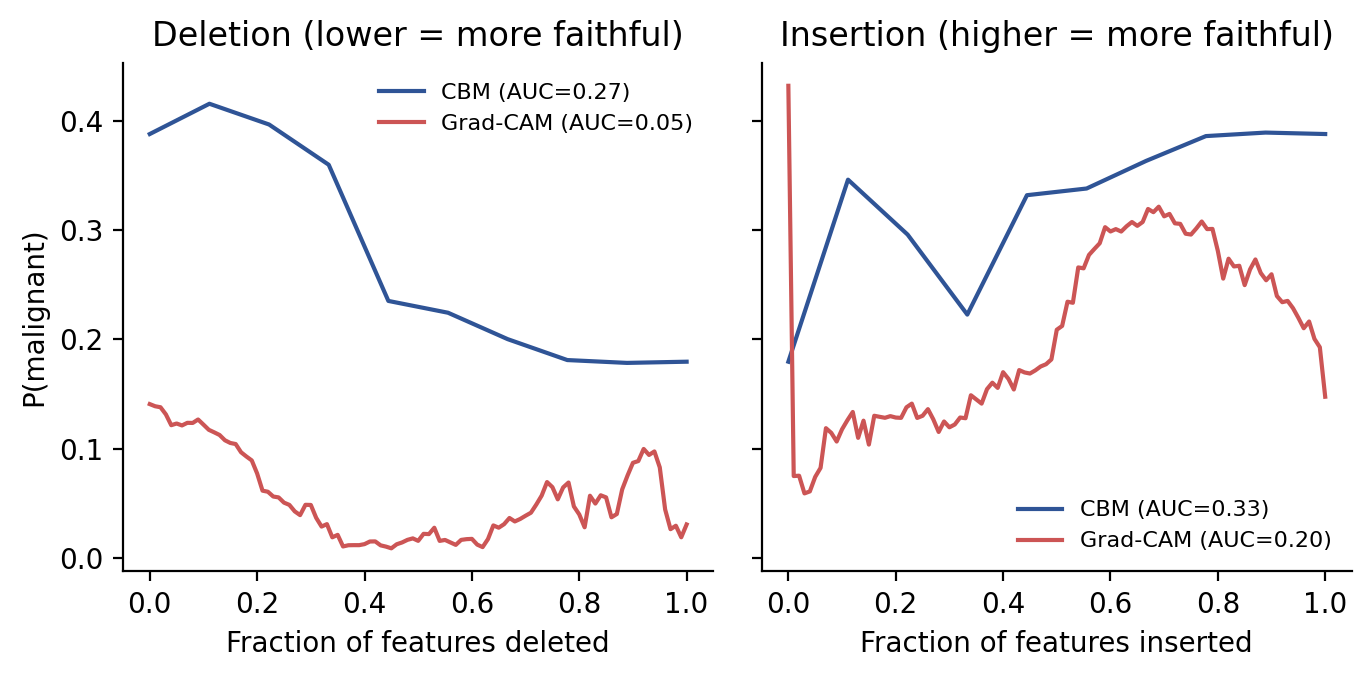 Deletion (lower = more faithful)
CBM (AUC=0.27)
Grad-CAM (AUC=0.05)
P(malignant)
0.4
0.3
0.2
0.1
0.0
0.0 0.2 0.4 0.6 0.8 1.0
Fraction of features deleted
Insertion (higher = more faithful)
CBM (AUC=0.33)
Grad-CAM (AUC=0.20)
0.0 0.2 0.4 0.6 0.8 1.0
Fraction of features inserted